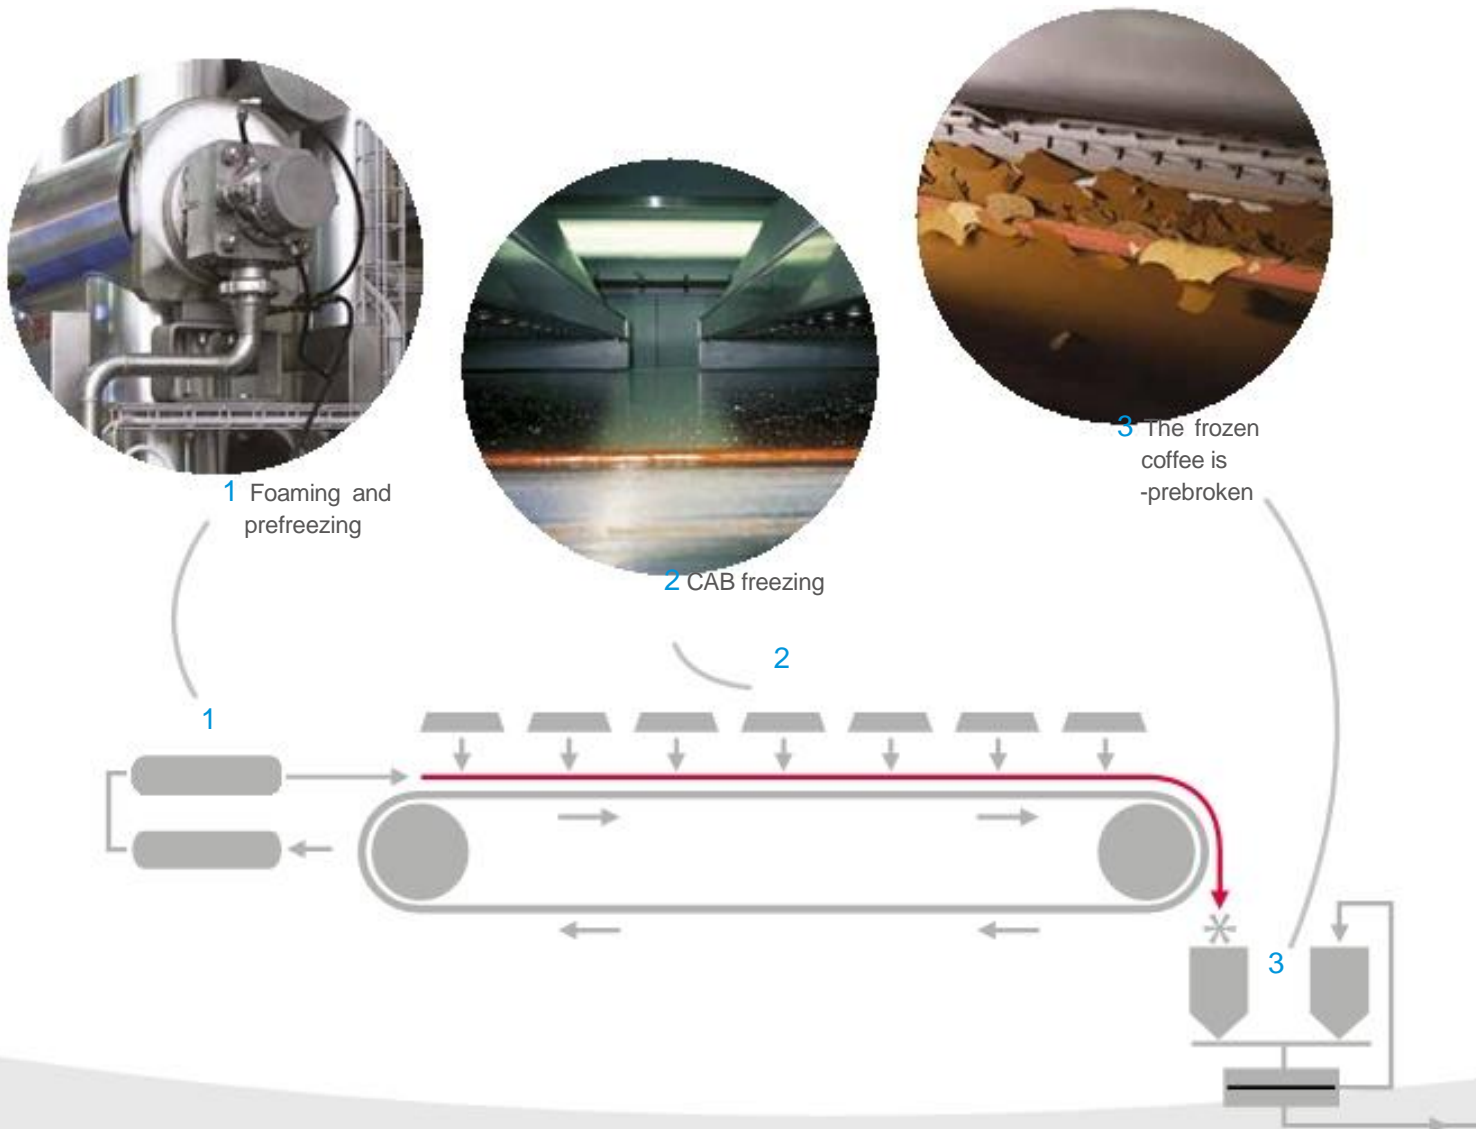 1 Foaming and
prefreezing
2 CAB freezing
3 The frozen
coffee is
-prebroken
1
2
3